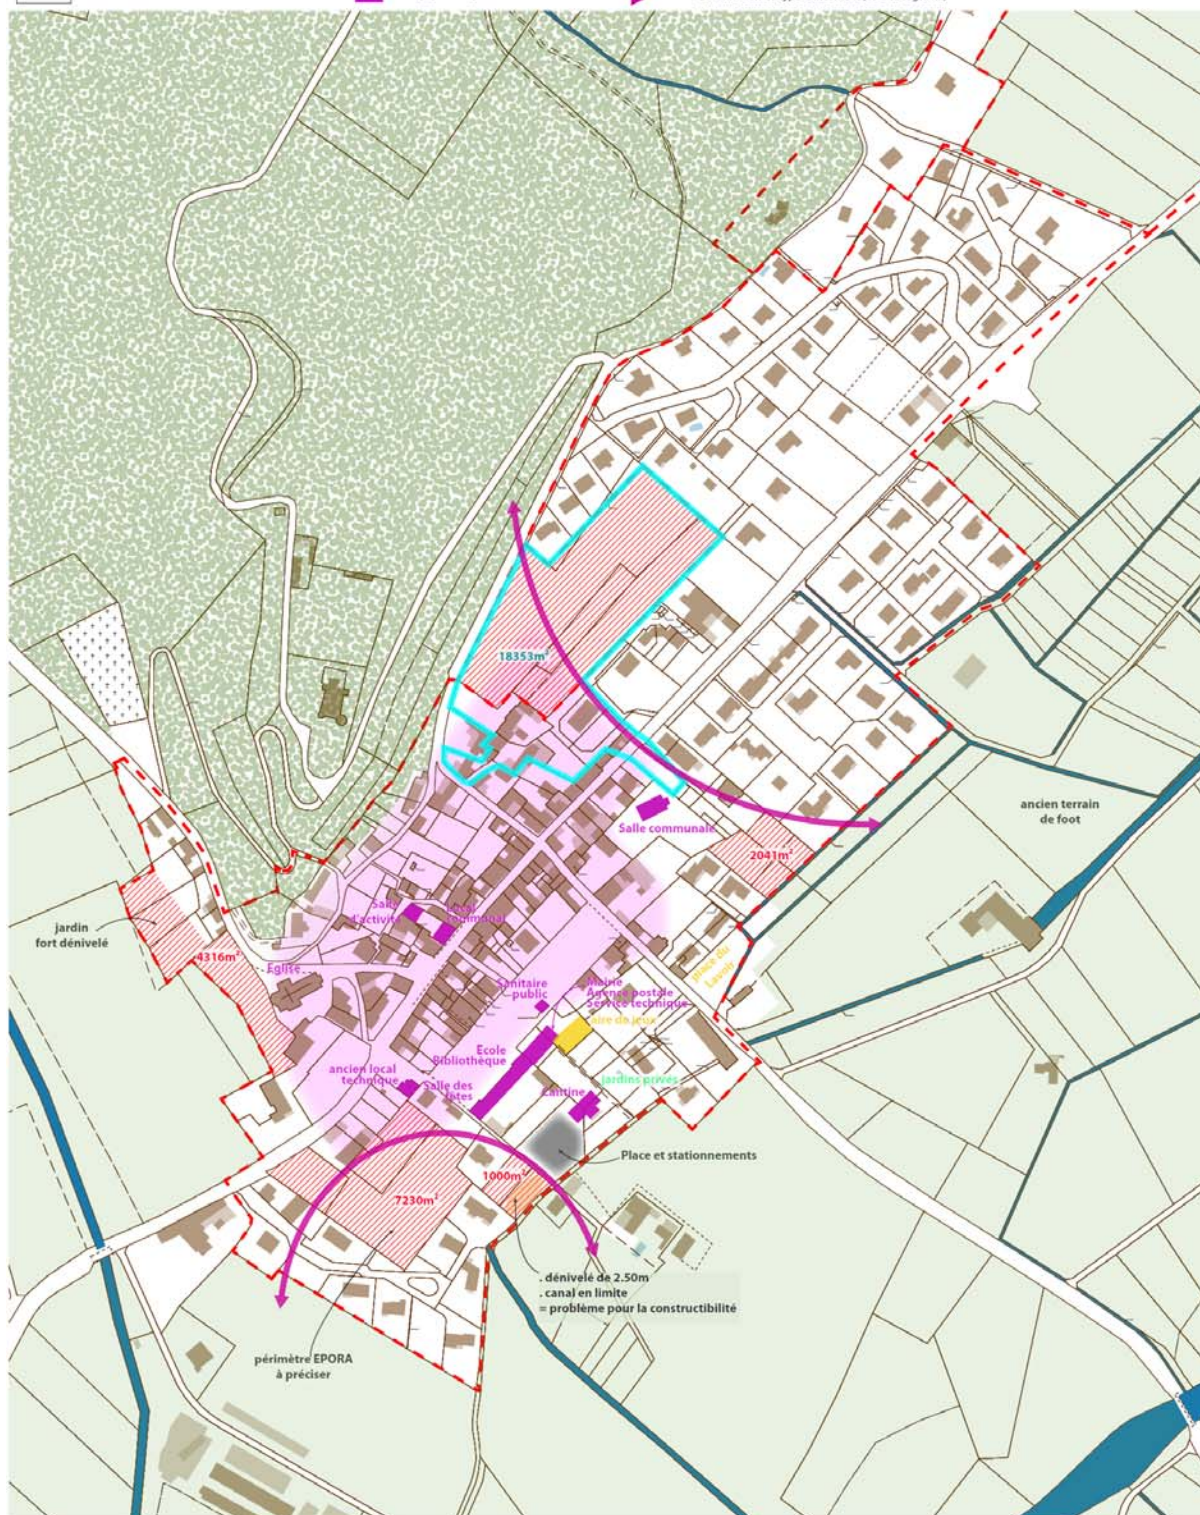 18353m²
Salle communale
2041m²
ancien terrain
de foot
jardin
fort dénivelé
4316m²
Eglise
Salle
d'activité
communal
place du
Lavoir
Sanitaire
public
Mairie
Agence postale
Service technique
aire de jeux
Ecole
Bibliothèque
ancien local
technique
Salle des
fêtes
Cantine
jardins privés
Place et stationnements
1000m²
7230m²
. dénivelé de 2.50m
. canal en limite
= problème pour la constructibilité
périmètre EPORA
à préciser